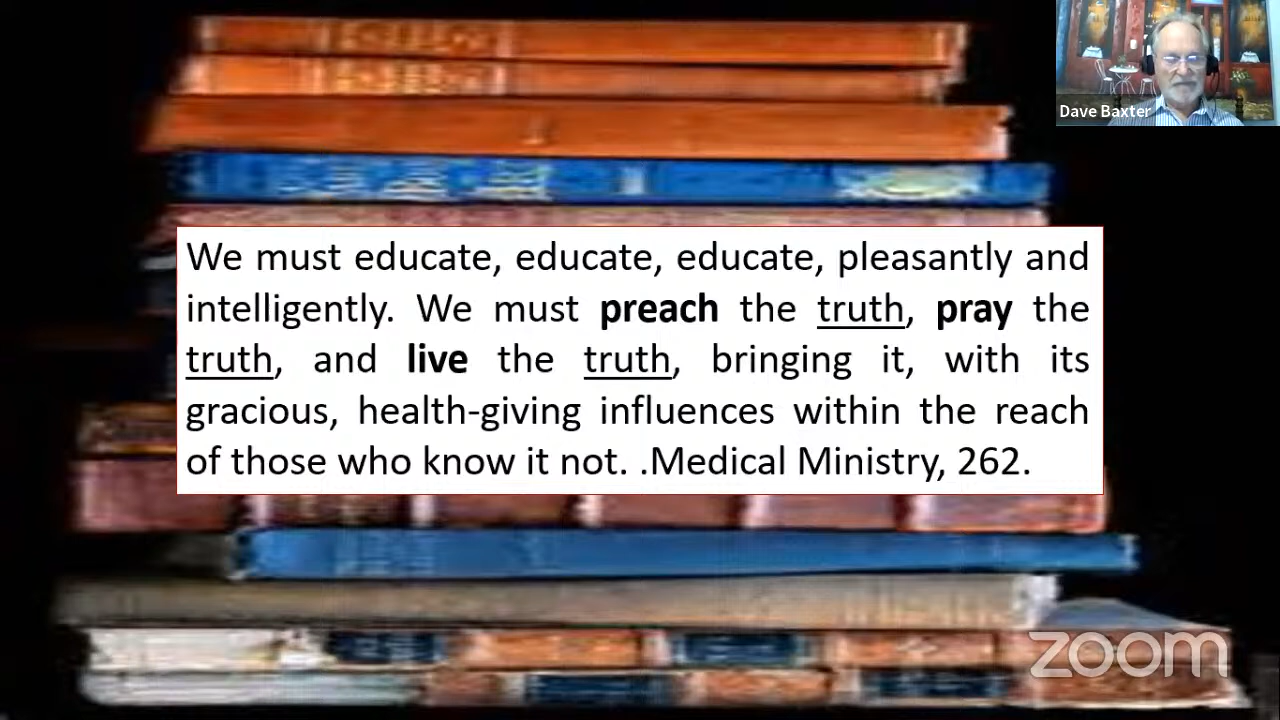 Dave Baxter
We must educate, educate, educate, pleasantly and
intelligently. We must preach the truth, pray the
truth, and live the truth, bringing it, with its
gracious, health-giving influences within the reach
of those who know it not. .Medical Ministry, 262.
zoom